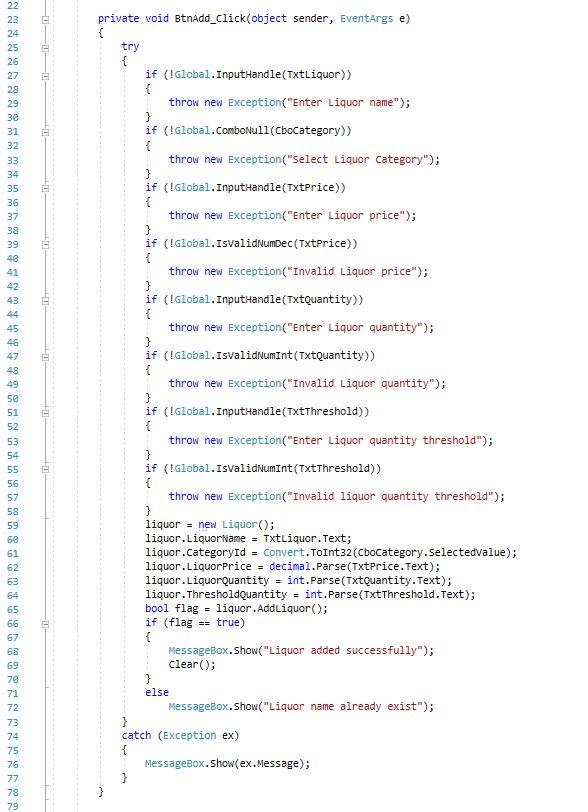 22
23 private void BtnAdd_Click(object sender, EventArgs e)
24 {
25 try
26 {
27 if (!Global.InputHandle(TxtLiquor))
28 {
29 throw new Exception("Enter Liquor name");
30 }
31 if (!Global.ComboNull(CboCategory))
32 {
33 throw new Exception("Select Liquor Category");
34 }
35 if (!Global.InputHandle(TxtPrice))
36 {
37 throw new Exception("Enter Liquor price");
38 }
39 if (!Global.IsValidNumDec(TxtPrice))
40 {
41 throw new Exception("Invalid Liquor price");
42 }
43 if (!Global.InputHandle(TxtQuantity))
44 {
45 throw new Exception("Enter Liquor quantity");
46 }
47 if (!Global.IsValidNumInt(TxtQuantity))
48 {
49 throw new Exception("Invalid Liquor quantity");
50 }
51 if (!Global.InputHandle(TxtThreshold))
52 {
53 throw new Exception("Enter Liquor quantity threshold");
54 }
55 if (!Global.IsValidNumInt(TxtThreshold))
56 {
57 throw new Exception("Invalid liquor quantity threshold");
58 }
59 liquor = new Liquor();
60 liquor.LiquorName = TxtLiquor.Text;
61 liquor.CategoryId = Convert.ToInt32(CboCategory.SelectedValue);
62 liquor.LiquorPrice = decimal.Parse(TxtPrice.Text);
63 liquor.LiquorQuantity = int.Parse(TxtQuantity.Text);
64 liquor.ThresholdQuantity = int.Parse(TxtThreshold.Text);
65 bool flag = liquor.AddLiquor();
66 if (flag == true)
67 {
68 MessageBox.Show("Liquor added successfully");
69 Clear();
70 }
71 else
72 MessageBox.Show("Liquor name already exist");
73 }
74 catch (Exception ex)
75 {
76 MessageBox.Show(ex.Message);
77 }
78 }
79